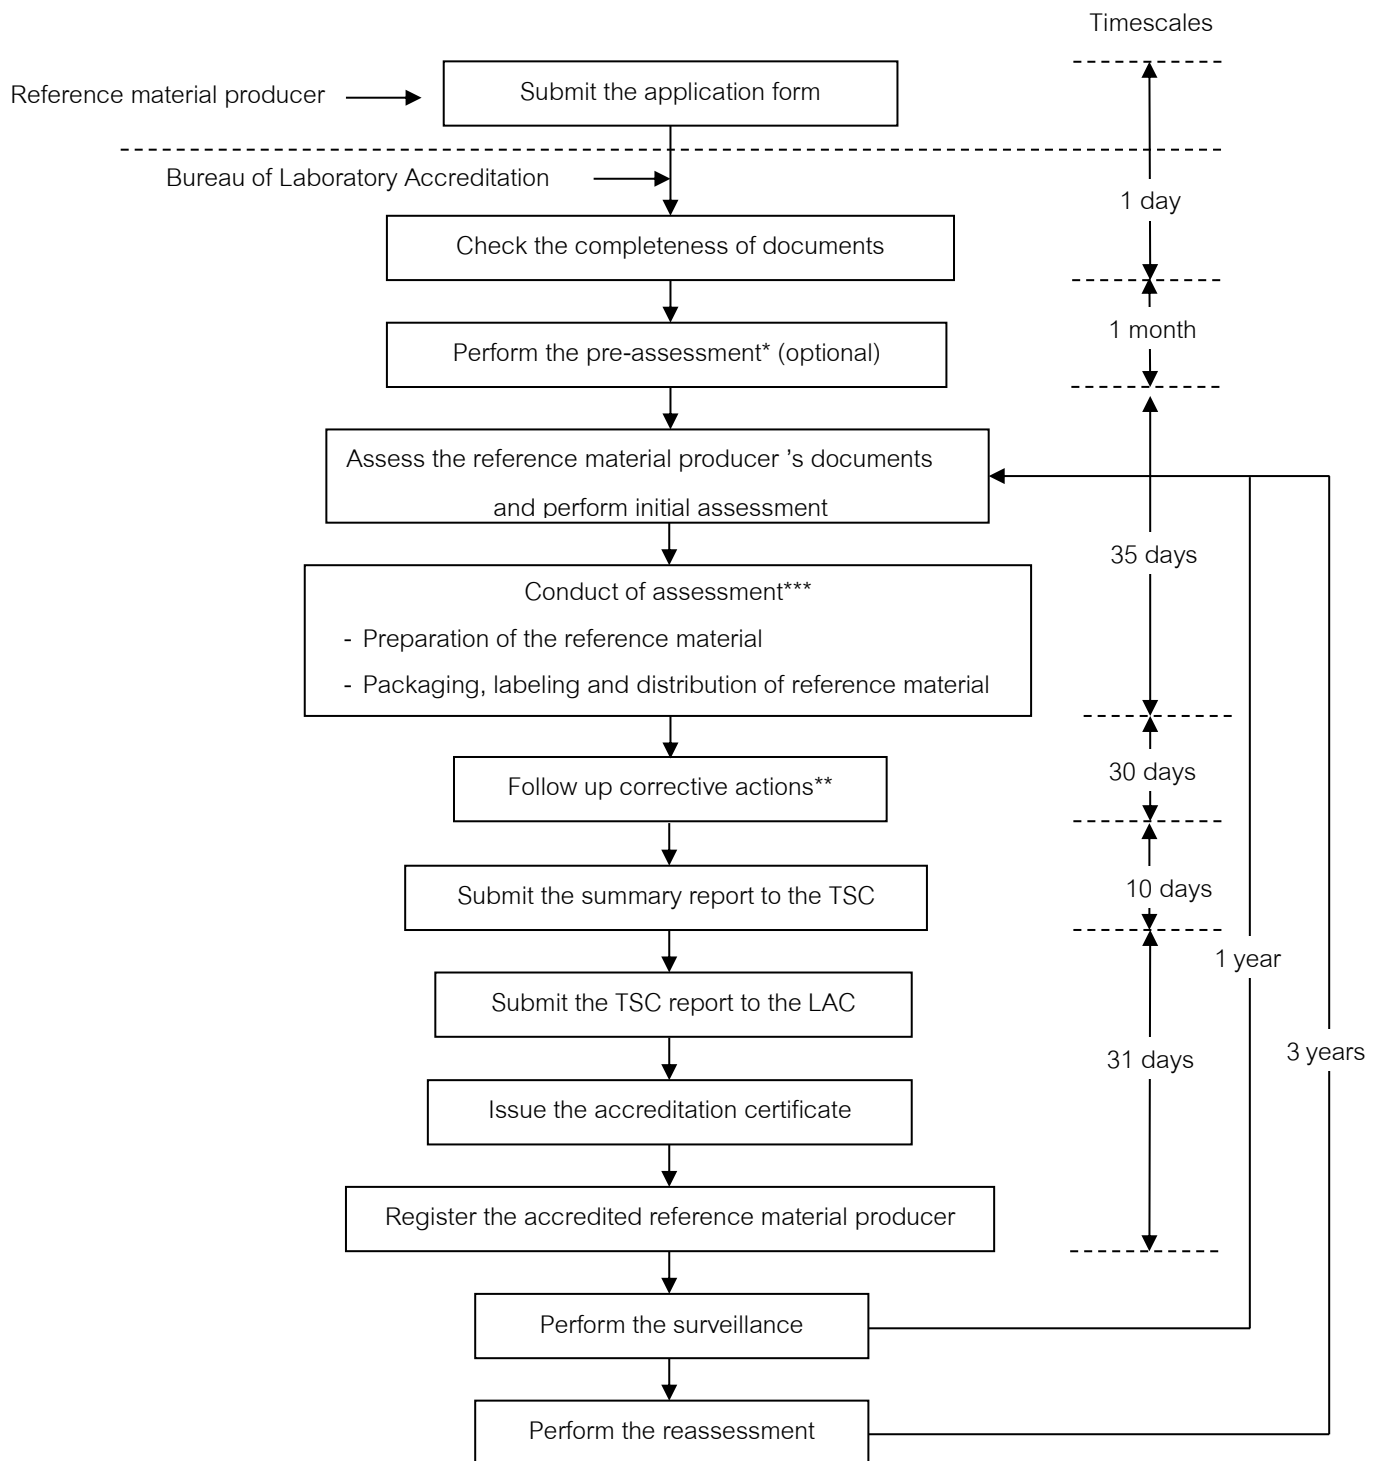 Timescales
Reference material producer
Submit the application form
Bureau of Laboratory Accreditation
1 day
Check the completeness of documents
1 month
Perform the pre-assessment* (optional)
Assess the reference material producer 's documents
and perform initial assessment
35 days
Conduct of assessment***
- Preparation of the reference material
- Packaging, labeling and distribution of reference material
30 days
Follow up corrective actions**
10 days
Submit the summary report to the TSC
1 year
Submit the TSC report to the LAC
3 years
31 days
Issue the accreditation certificate
Register the accredited reference material producer
Perform the surveillance
Perform the reassessment